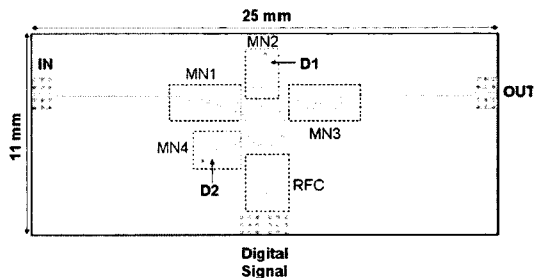 25 mm
MN2
IN
D1
MN1
OUT
11 mm
MN3
MN4
D2
RFC
Digital
Signal